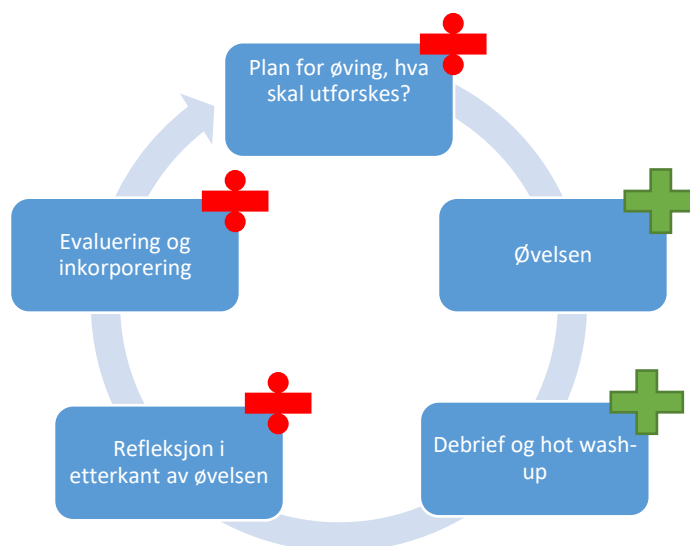 Plan for øving, hva
skal utforskes?
Øvelsen
Debrief og hot wash-
up
Refleksjon i
etterkant av øvelsen
Evaluering og
inkorporering